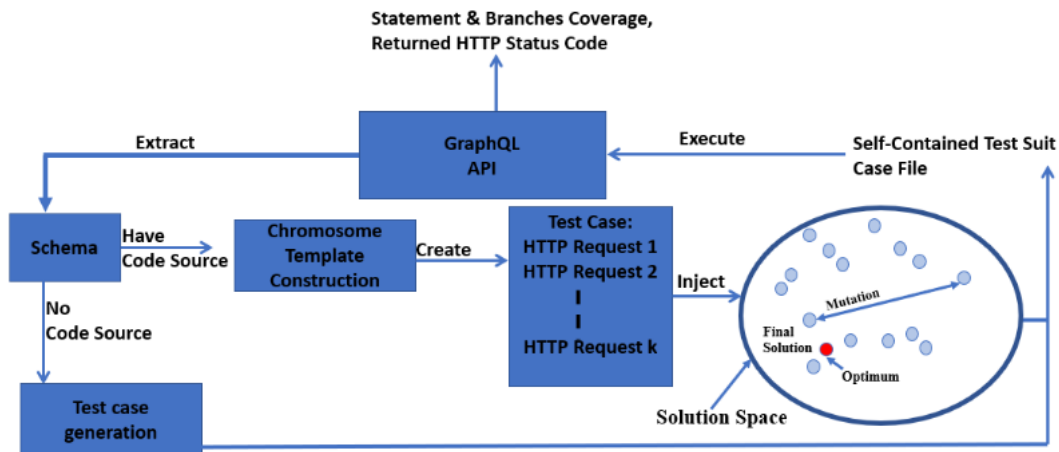 Statement & Branches Coverage,
Returned HTTP Status Code
Extract
GraphQL
API
Execute
Self-Contained Test Suit
Case File
Schema
Have
Code Source
Chromosome
Template
Construction
Create
Test Case:
HTTP Request 1
HTTP Request 2
HTTP Request k
Inject
Mutation
Final
Solution
Optimum
Solution Space
No
Code Source
Test case
generation